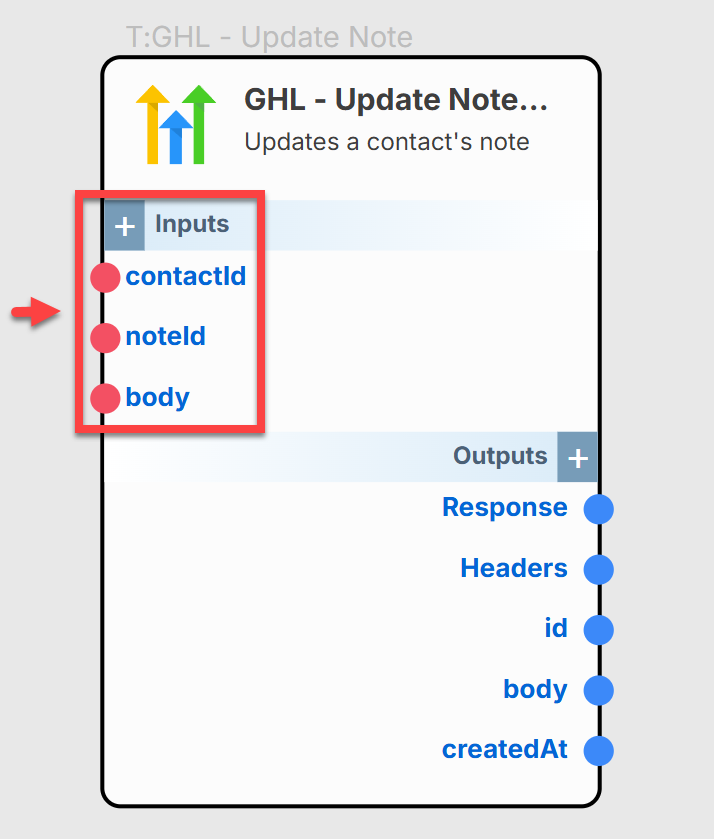 T:GHL - Update Note
GHL - Update Note...
Updates a contact's note
+ Inputs
contactId
noteId
body
Outputs +
Response
Headers
id
body
createdAt